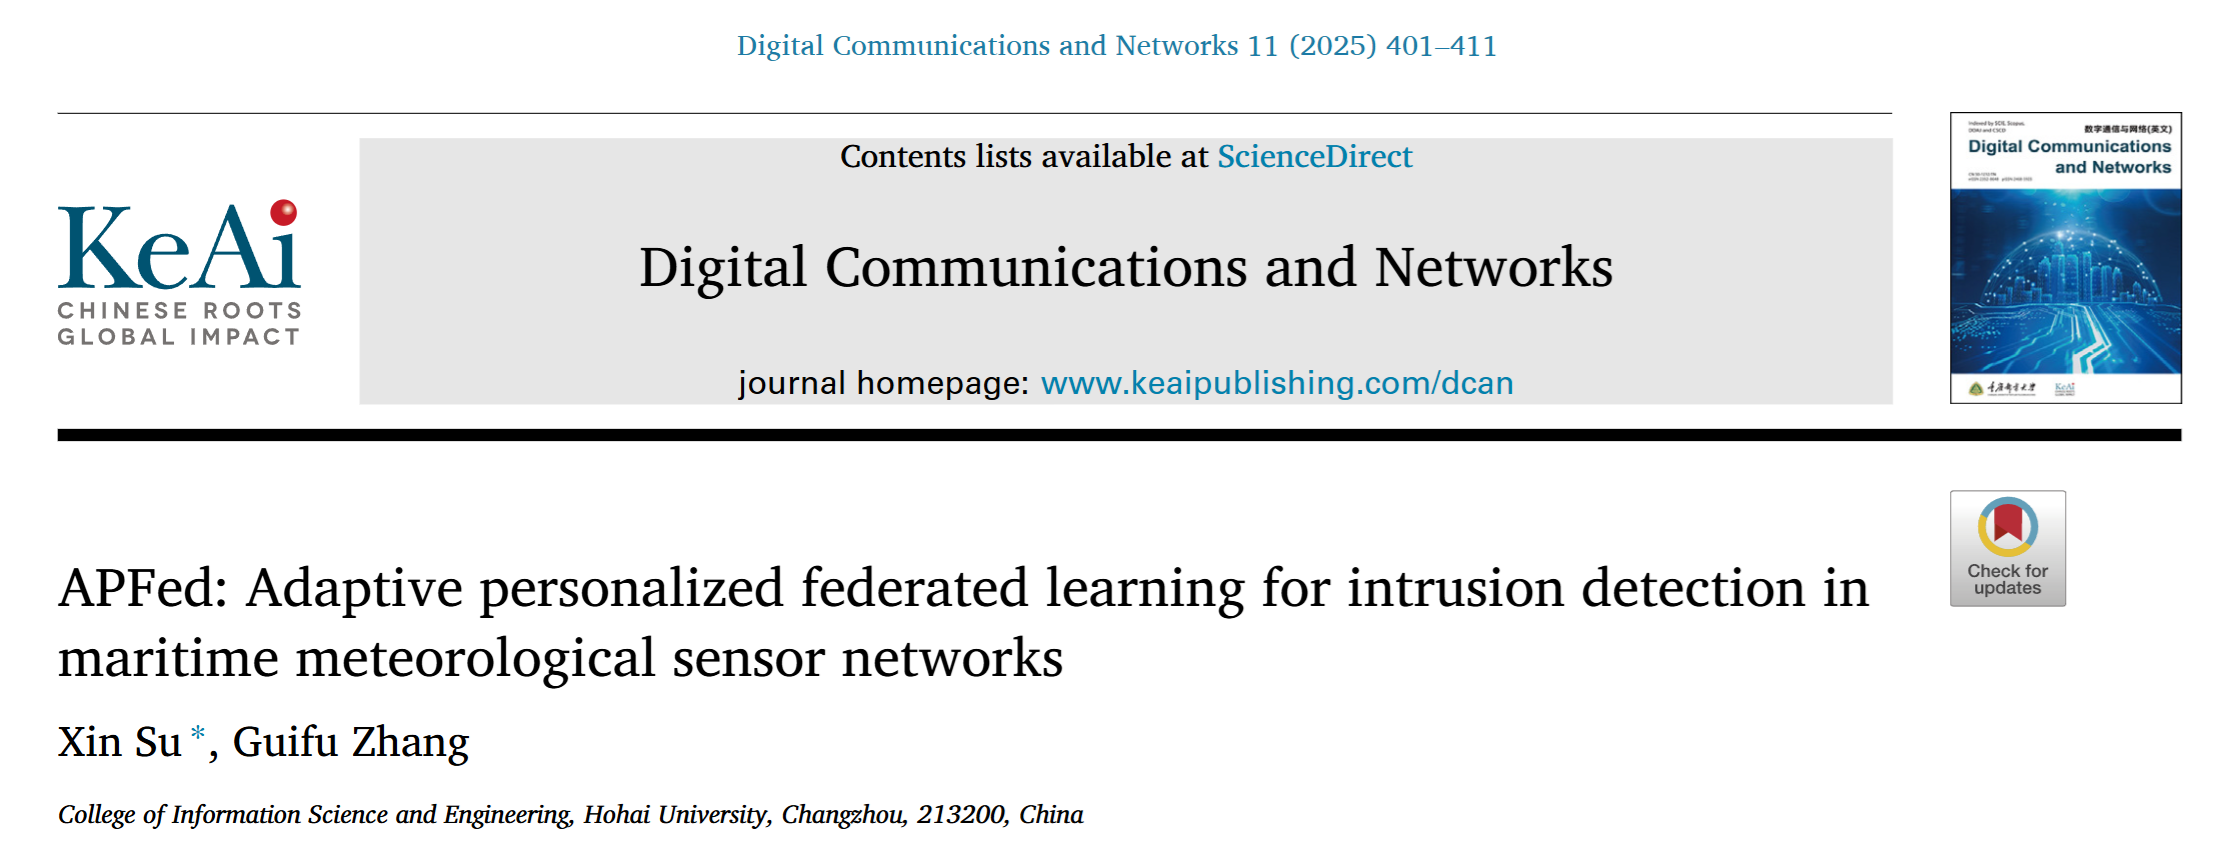 Digital Communications and Networks 11 (2025) 401–411
KeAi
CHINESE ROOTS
GLOBAL IMPACT
Contents lists available at ScienceDirect
Digital Communications and Networks
journal homepage: www.keaipublishing.com/dcan
数字通信与网络(英文)
Digital Communications
and Networks
KeAi
Check for
updates
APFed: Adaptive personalized federated learning for intrusion detection in
maritime meteorological sensor networks
Xin Su *, Guifu Zhang
College of Information Science and Engineering, Hohai University, Changzhou, 213200, China